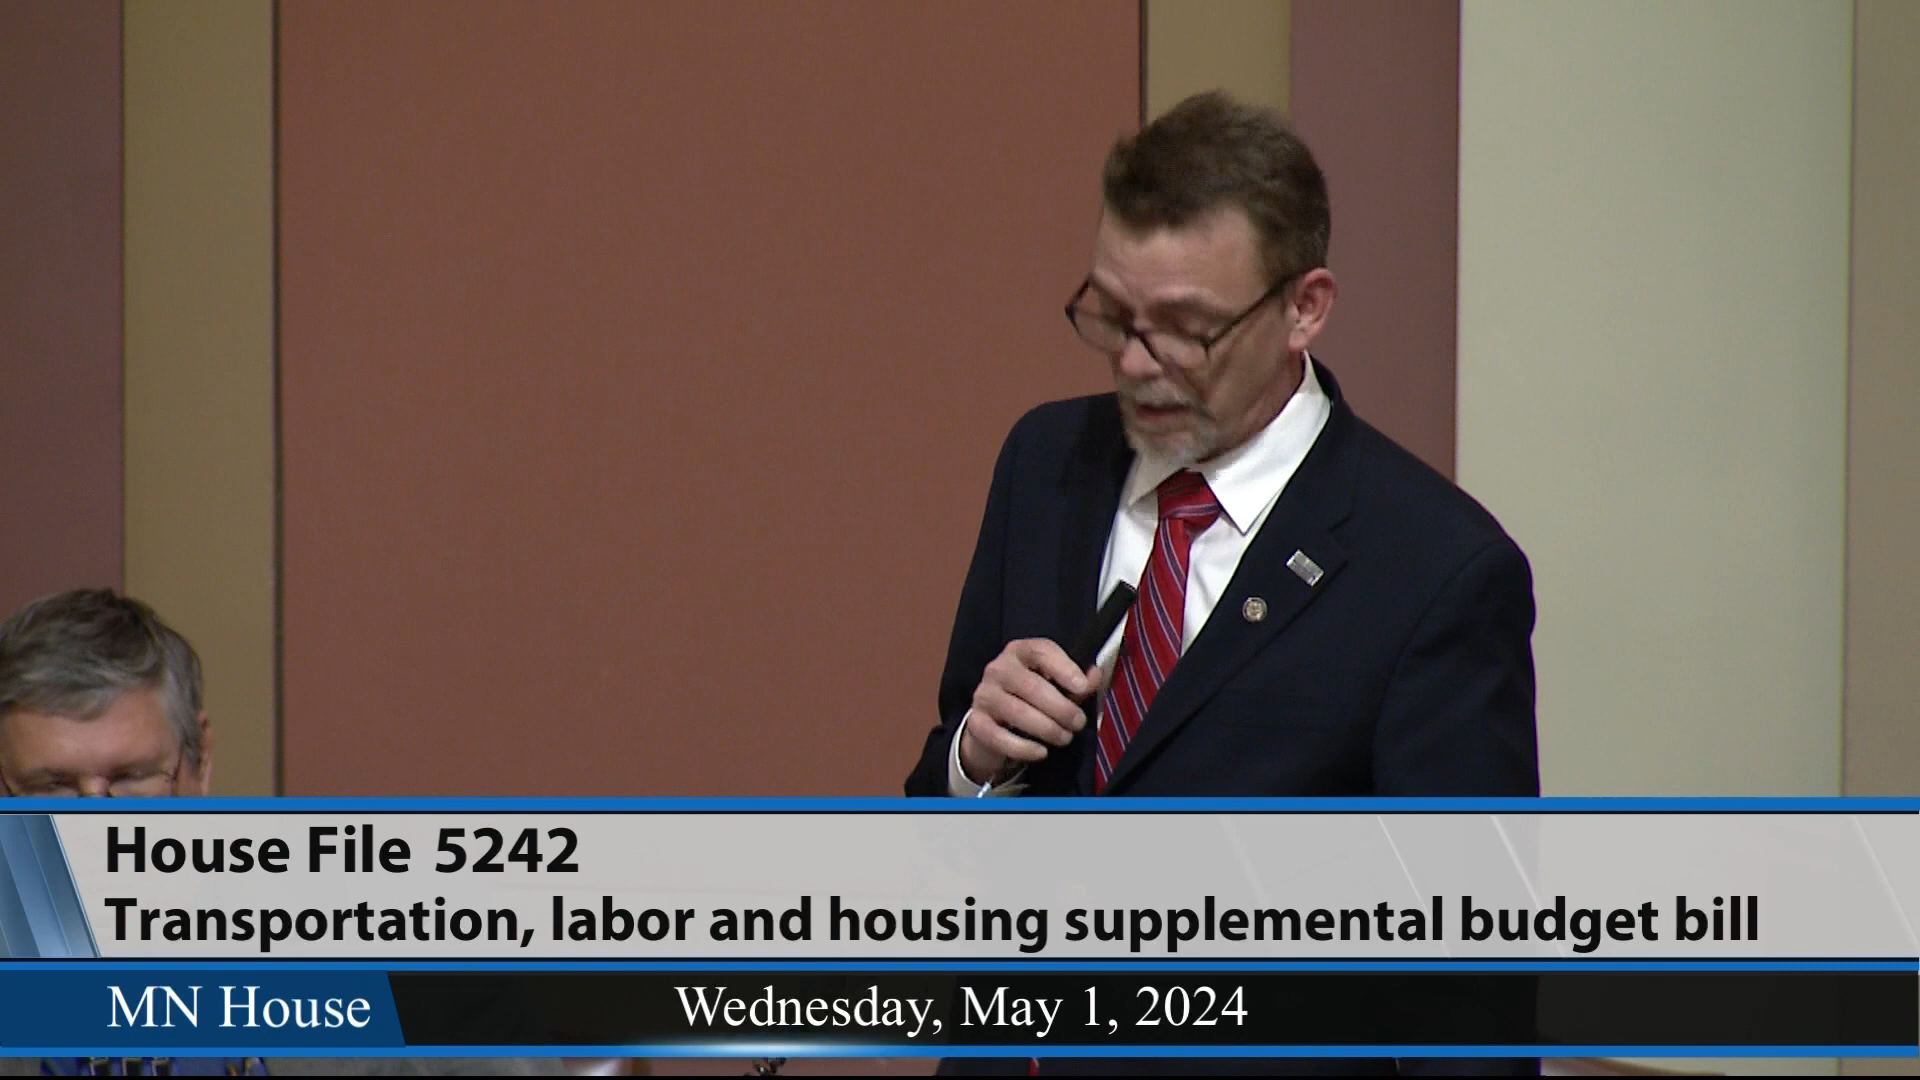 House File 5242
Transportation, labor and housing supplemental budget bill
MN House
Wednesday, May 1, 2024